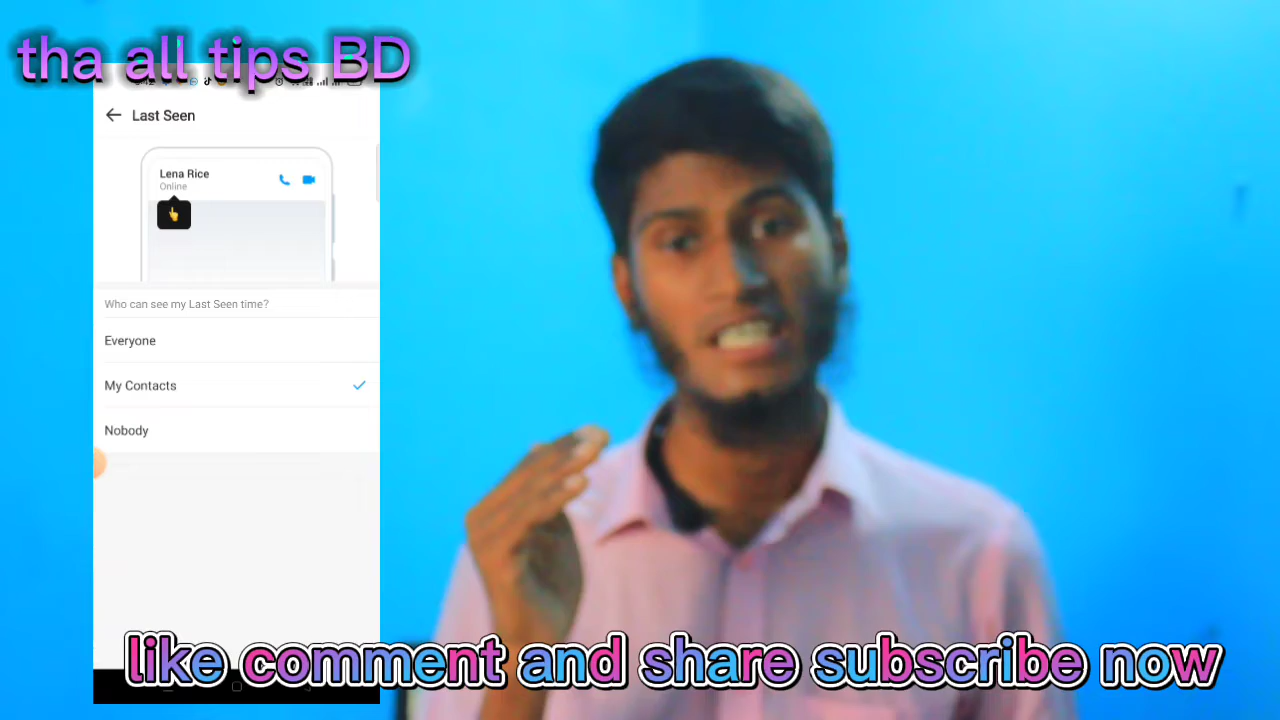 tha all tips BD
Last Seen
Lena Rice
Online
Who can see my Last Seen time?
Everyone
My Contacts
Nobody
like comment and share subscribe now